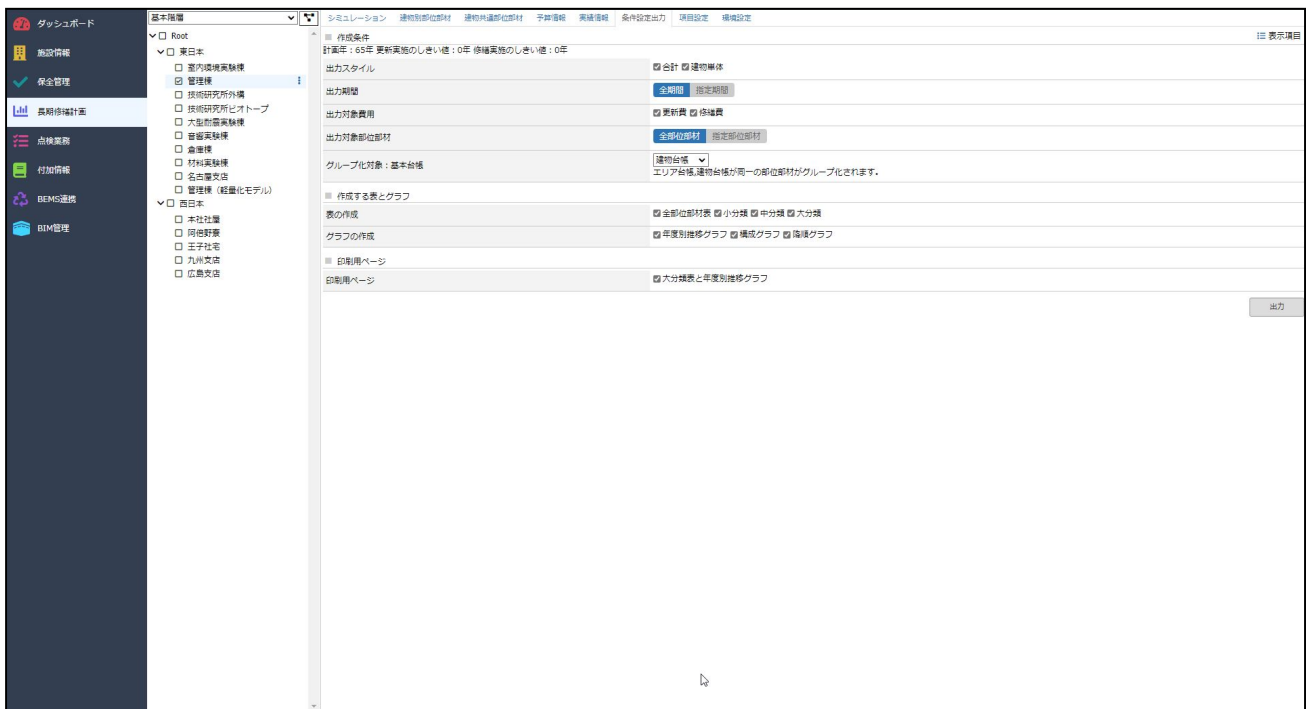 ダッシュボード
施設情報
保全管理
長期修繕計画
点検業務
付加情報
BEMS連携
BIM管理
基本階層
Root
東日本
室内環境実験棟
管理棟
技術研究所外構
技術研究所ビオトープ
大型耐震実験棟
音響実験棟
倉庫棟
材料実験棟
名古屋支店
管理棟（軽量化モデル）
西日本
本社社屋
阿倍野寮
王子社宅
九州支店
広島支店
シミュレーション 建物別部位部材 建物共通部位部材 予算情報 実績情報 条件設定出力 項目設定 環境設定
作成条件 表示項目
計画年：65年 更新実施のしきい値：0年 修繕実施のしきい値：0年
出力スタイル 合計 建物単体
出力期間 全期間 指定期間
出力対象費用 更新費 修繕費
出力対象部位部材 全部位部材 指定部位部材
グループ化対象：基本台帳 建物台帳
エリア台帳,建物台帳が同一の部位部材がグループ化されます。
作成する表とグラフ
表の作成 全部位部材表 小分類 中分類 大分類
グラフの作成 年度別推移グラフ 構成グラフ 降順グラフ
印刷用ページ
印刷用ページ 大分類表と年度別推移グラフ
出力